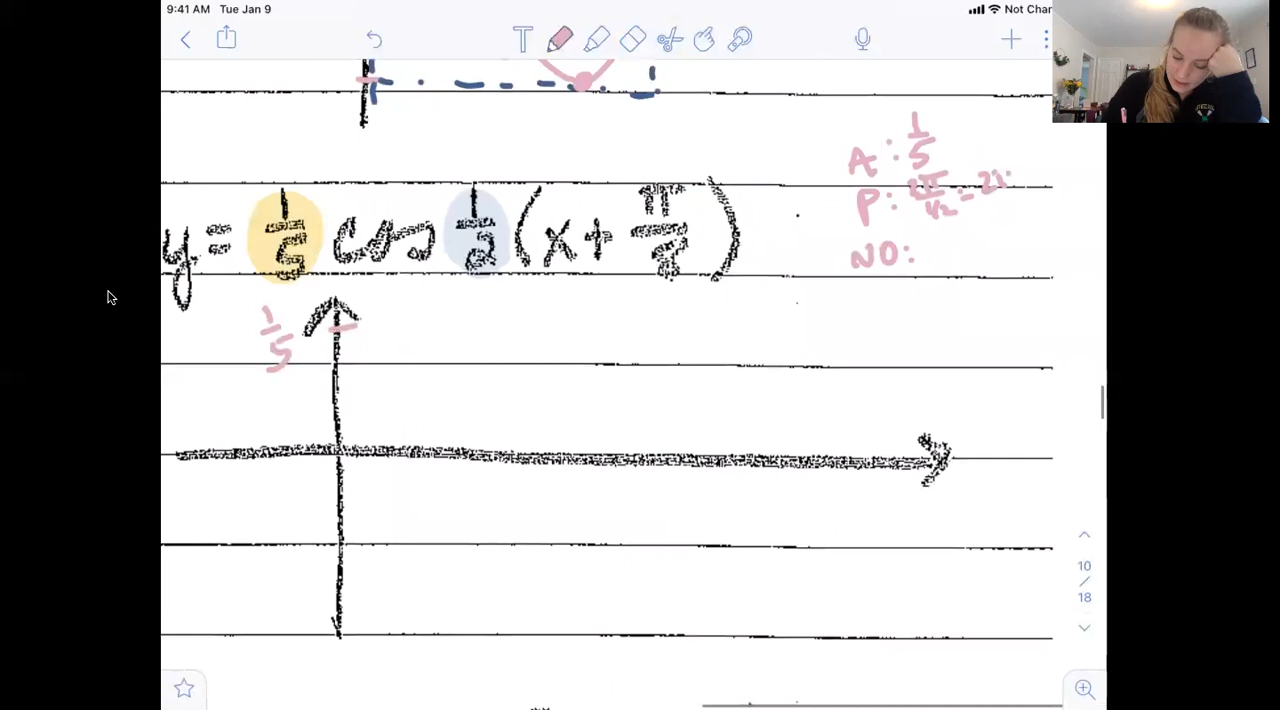 9:41 AM Tue Jan 9
Not Char
T
A: 1/5
y = 1/5 cos 1/2 (x + π/8)
P: 2π / 1/2 = 2π
NO:
1/5
10
/
18